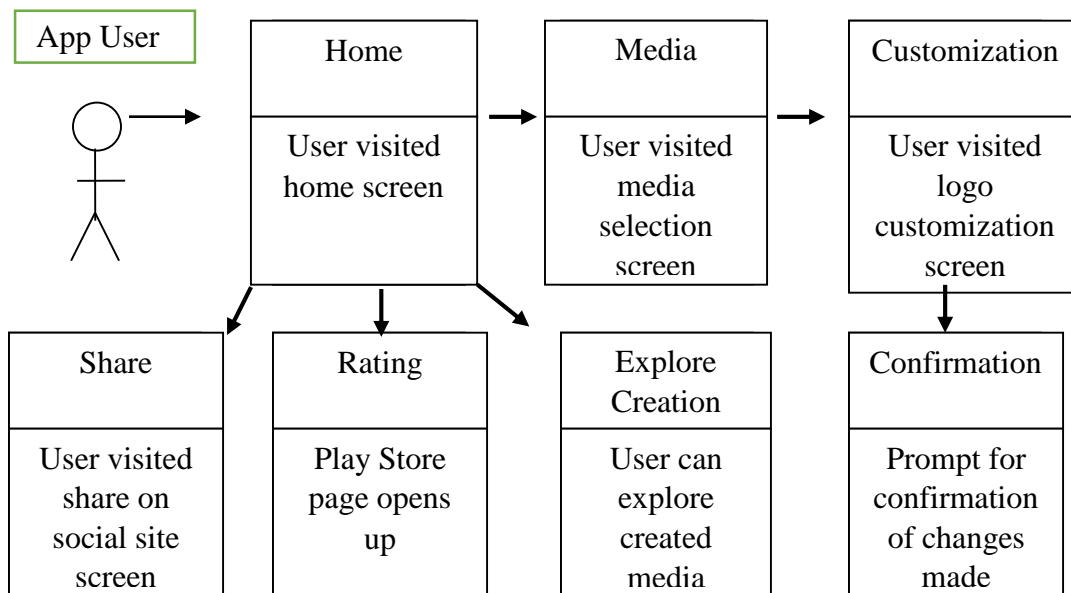 App User
Home
User visited
home screen
Media
User visited
media
selection
screen
Customization
User visited
logo
customization
screen
Share
User visited
share on
social site
screen
Rating
Play Store
page opens
up
Explore
Creation
User can
explore
created
media
Confirmation
Prompt for
confirmation
of changes
made